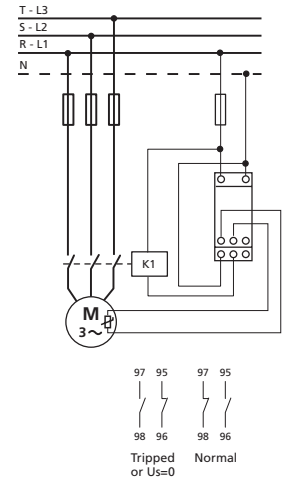 T - L3
S - L2
R - L1
N
K1
M
3~
97 95 97 95
98 96 98 96
Tripped Normal
or Us=0